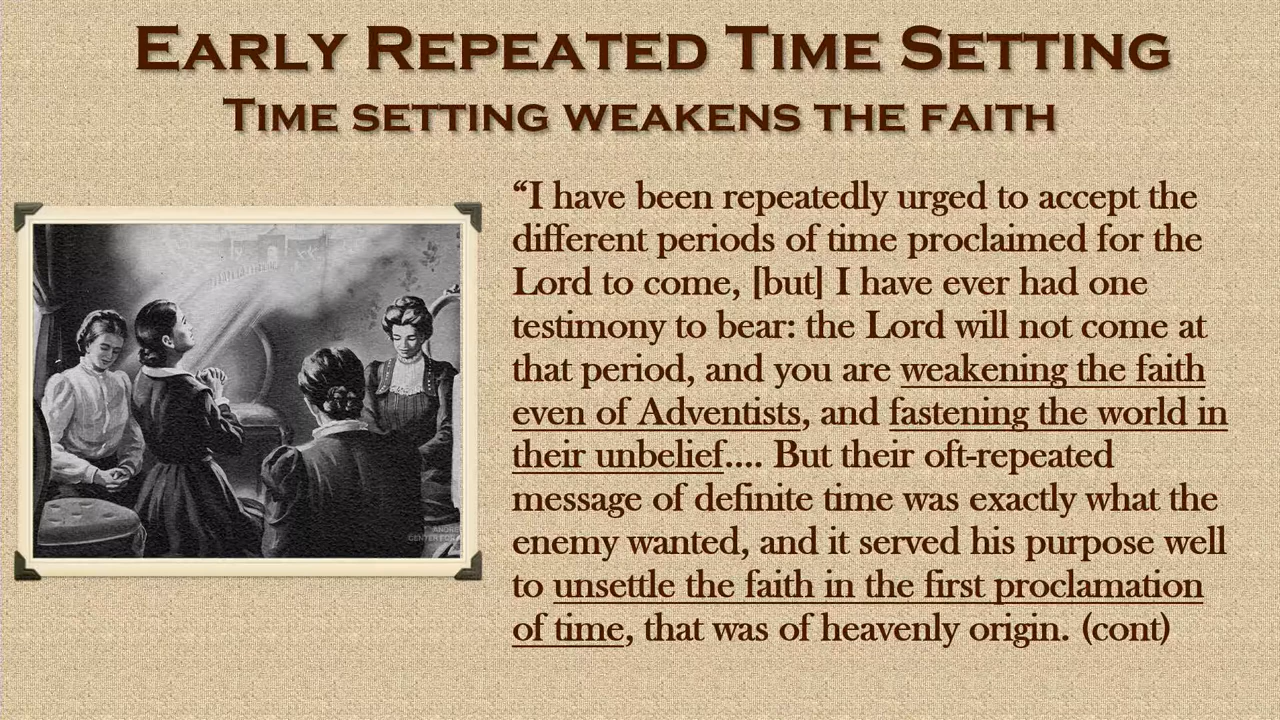 Early Repeated Time Setting
Time setting weakens the faith
“I have been repeatedly urged to accept the
different periods of time proclaimed for the
Lord to come, [but] I have ever had one
testimony to bear: the Lord will not come at
that period, and you are weakening the faith
even of Adventists, and fastening the world in
their unbelief.... But their oft-repeated
message of definite time was exactly what the
enemy wanted, and it served his purpose well
to unsettle the faith in the first proclamation
of time, that was of heavenly origin. (cont)
CENTER FOR